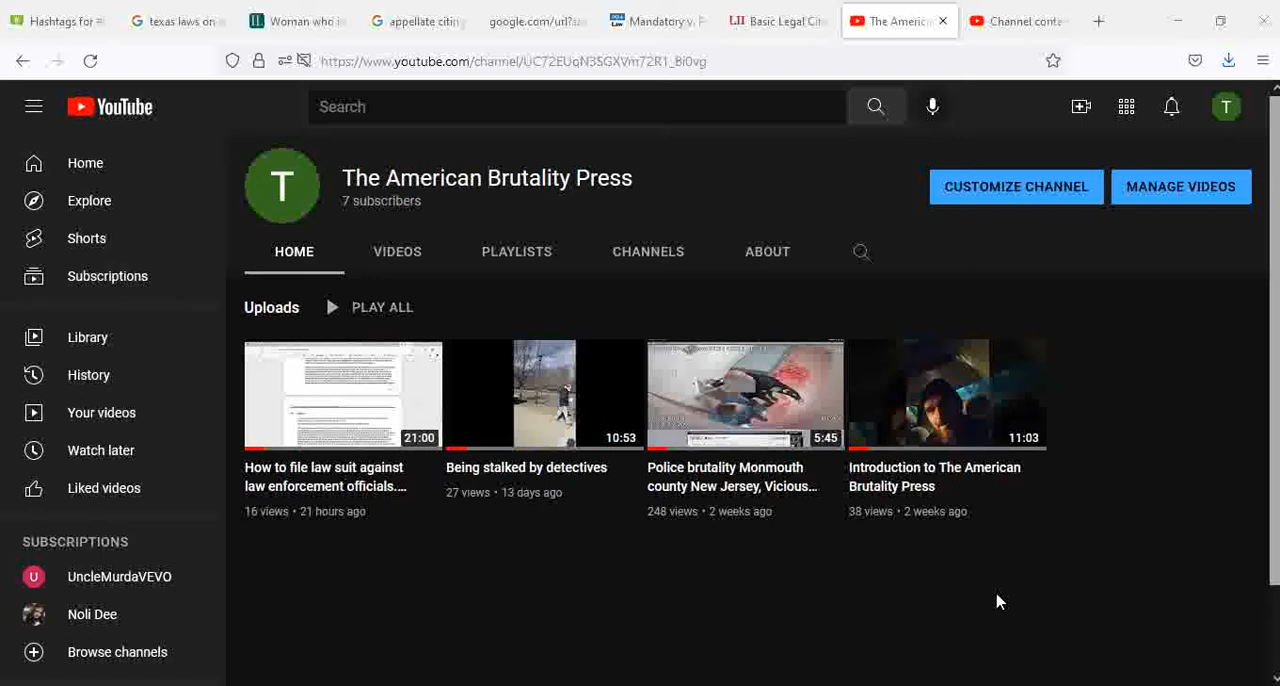 Hashtags for # texas laws on Woman who is appellate citing google.com/url?sa Mandatory v. P LII Basic Legal Cita The America Channel conte
https://www.youtube.com/channel/UC72EUqN3SGXVm72R1_Bi0vg
YouTube Search T
Home
Explore
Shorts
Subscriptions
Library
History
Your videos
Watch later
Liked videos
SUBSCRIPTIONS
U UncleMurdaVEVO
Noli Dee
Browse channels
T The American Brutality Press
7 subscribers
CUSTOMIZE CHANNEL MANAGE VIDEOS
HOME VIDEOS PLAYLISTS CHANNELS ABOUT
Uploads PLAY ALL
21:00 10:53 5:45 11:03
How to file law suit against
law enforcement officials....
16 views • 21 hours ago
Being stalked by detectives
27 views • 13 days ago
Police brutality Monmouth
county New Jersey, Vicious...
248 views • 2 weeks ago
Introduction to The American
Brutality Press
38 views • 2 weeks ago